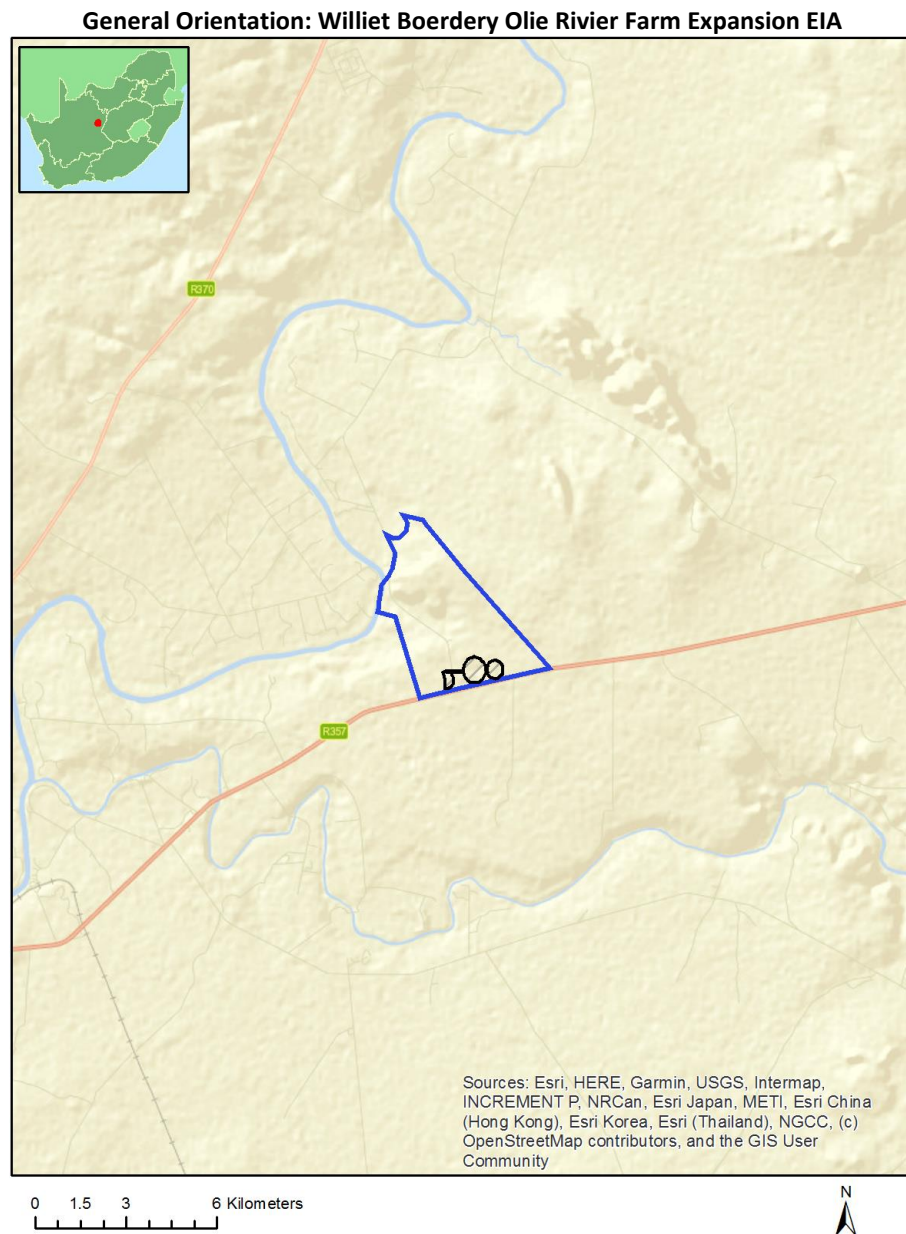 General Orientation: Williet Boerdery Olie Rivier Farm Expansion EIA
R370
R357
Sources: Esri, HERE, Garmin, USGS, Intermap,
INCREMENT P, NRCan, Esri Japan, METI, Esri China
(Hong Kong), Esri Korea, Esri (Thailand), NGCC, (c)
OpenStreetMap contributors, and the GIS User
Community
0 1.5 3 6 Kilometers
N